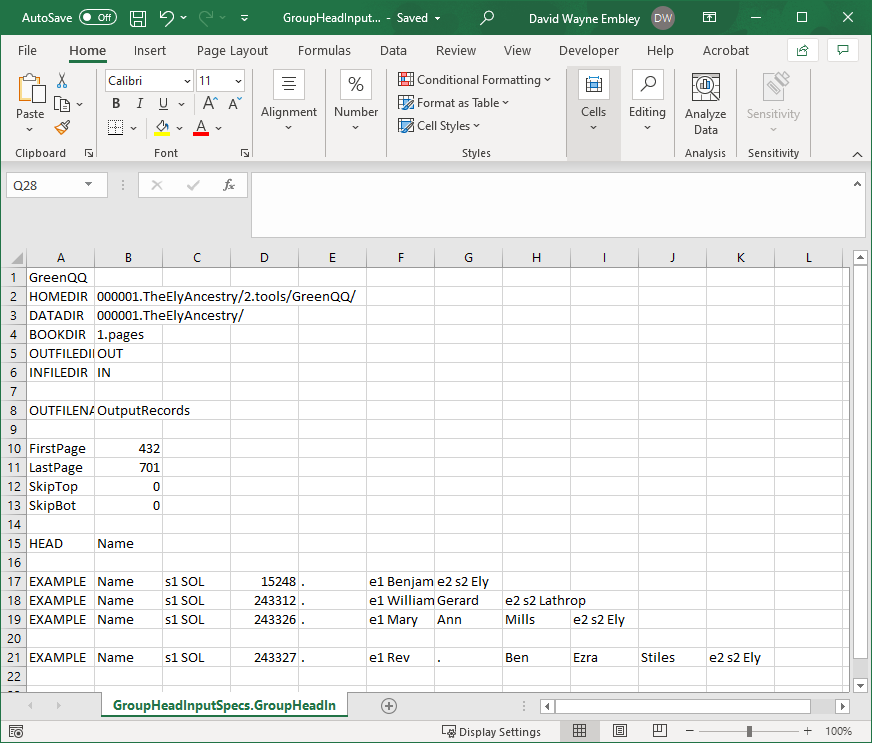 AutoSave Off GroupHeadInput... - Saved David Wayne Embley DW
File Home Insert Page Layout Formulas Data Review View Developer Help Acrobat
Paste Calibri 11 Alignment Number Conditional Formatting Cells Editing Analyze Data Sensitivity
B I U A A % Format as Table
A Cell Styles
Clipboard Font Styles Analysis Sensitivity
Q28 fx
A B C D E F G H I J K L
1 GreenQQ
2 HOMEDIR 000001.TheElyAncestry/2.tools/GreenQQ/
3 DATADIR 000001.TheElyAncestry/
4 BOOKDIR 1.pages
5 OUTFILEDI OUT
6 INFILEDIR IN
7
8 OUTFILENA OutputRecords
9
10 FirstPage 432
11 LastPage 701
12 SkipTop 0
13 SkipBot 0
14
15 HEAD Name
16
17 EXAMPLE Name s1 SOL 15248 . e1 Benjam e2 s2 Ely
18 EXAMPLE Name s1 SOL 243312 . e1 William Gerard e2 s2 Lathrop
19 EXAMPLE Name s1 SOL 243326 . e1 Mary Ann Mills e2 s2 Ely
20
21 EXAMPLE Name s1 SOL 243327 . e1 Rev . Ben Ezra Stiles e2 s2 Ely
22
23
GroupHeadInputSpecs.GroupHeadIn
Display Settings 100%